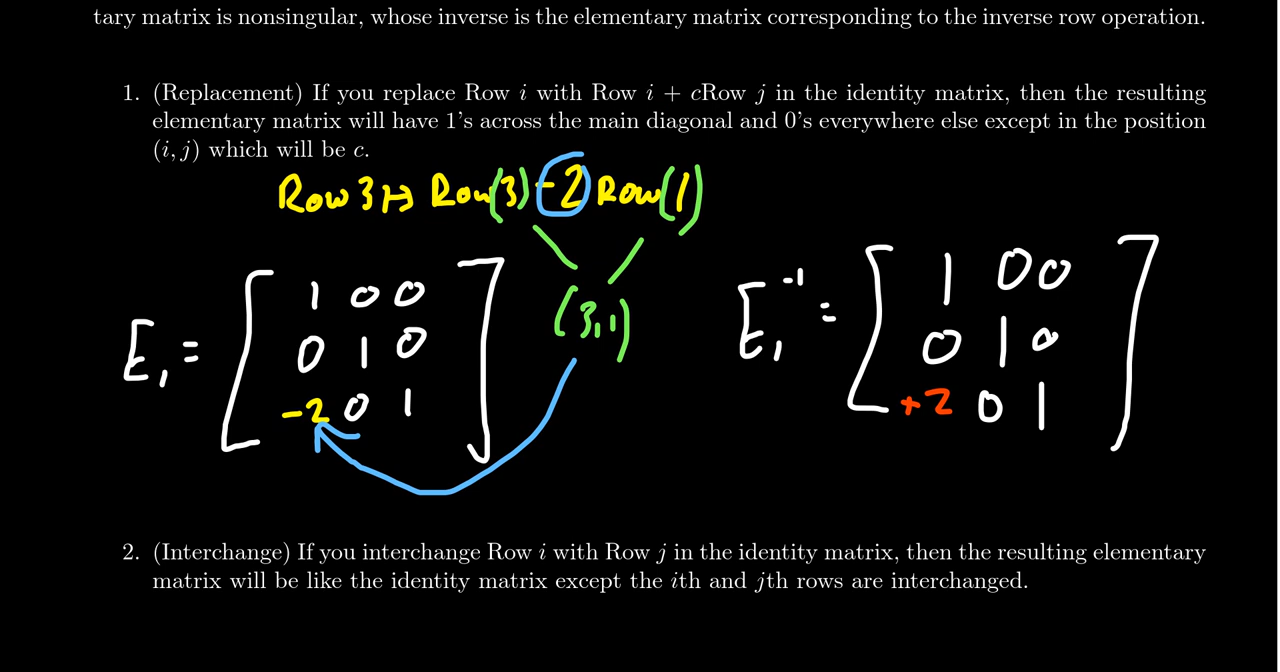 tary matrix is nonsingular, whose inverse is the elementary matrix corresponding to the inverse row operation.
1. (Replacement) If you replace Row i with Row i + cRow j in the identity matrix, then the resulting
elementary matrix will have 1's across the main diagonal and 0's everywhere else except in the position
(i, j) which will be c.
Row 3 ↦ Row(3) -2 Row(1)
(3,1)
E₁ =
1 0 0
0 1 0
-2 0 1
E₁⁻¹ =
1 0 0
0 1 0
+2 0 1
2. (Interchange) If you interchange Row i with Row j in the identity matrix, then the resulting elementary
matrix will be like the identity matrix except the ith and jth rows are interchanged.